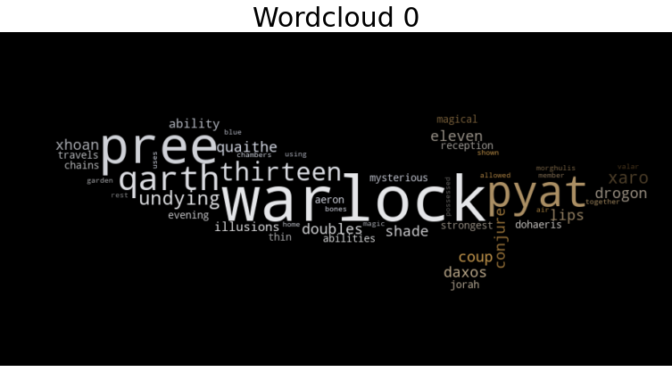 Wordcloud 0
magical
ability
blue
eleven
reception
shown
xhoan
travels
chains
pree
uses
quaithe
chambers
using
garden
qarth
thirteen
mysterious
possessed
allowed
morghulis
member
valar
xaro
rest
undying
warlock
pyat
drogon
together
aeron
bones
evening
air
lips
illusions
home
doubles
magic
shade
strongest
conjure
dohaeris
thin
abilities
coup
daxos
jorah